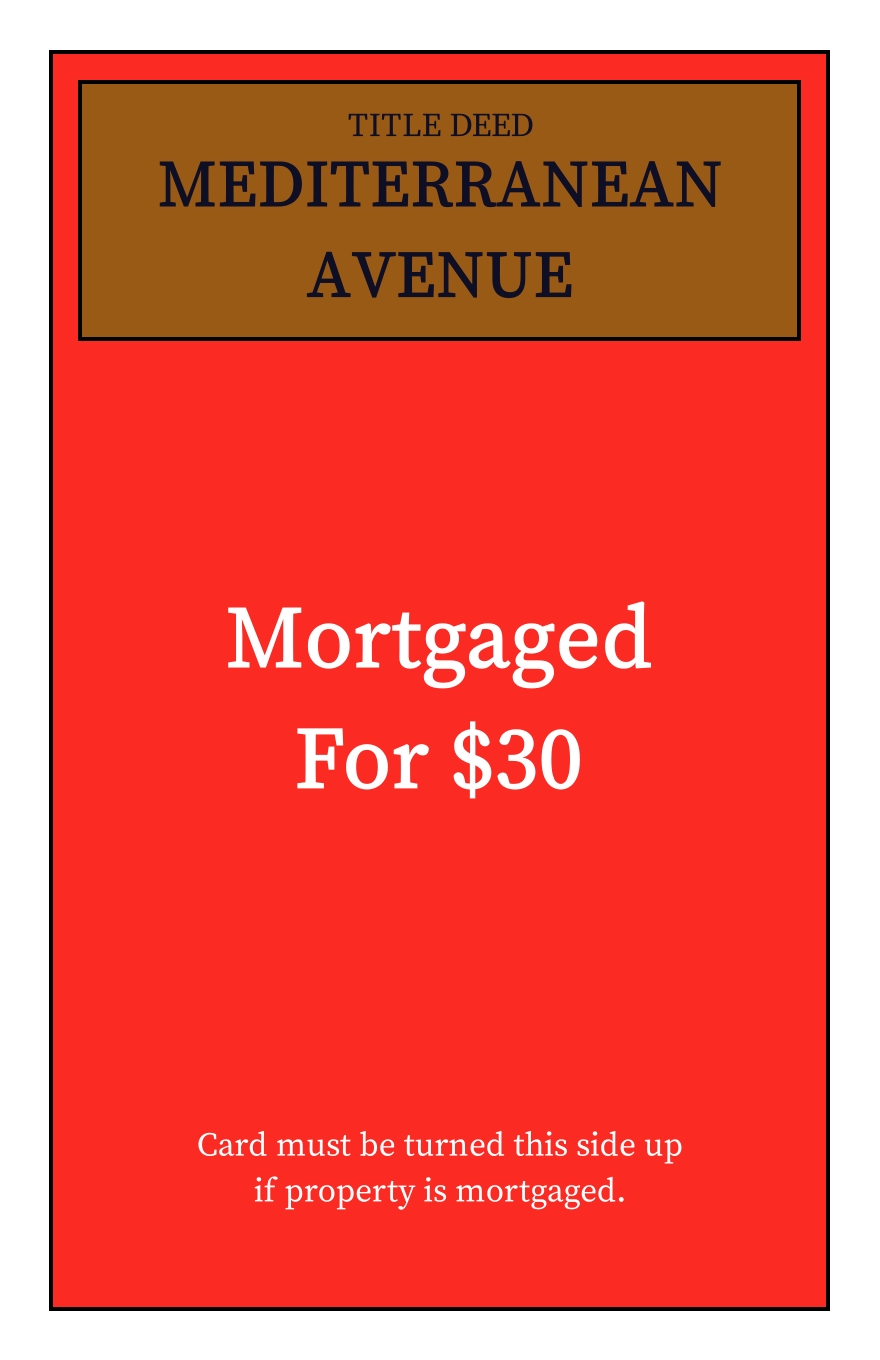 TITLE DEED
MEDITERRANEAN
AVENUE
Mortgaged
For $30
Card must be turned this side up
if property is mortgaged.